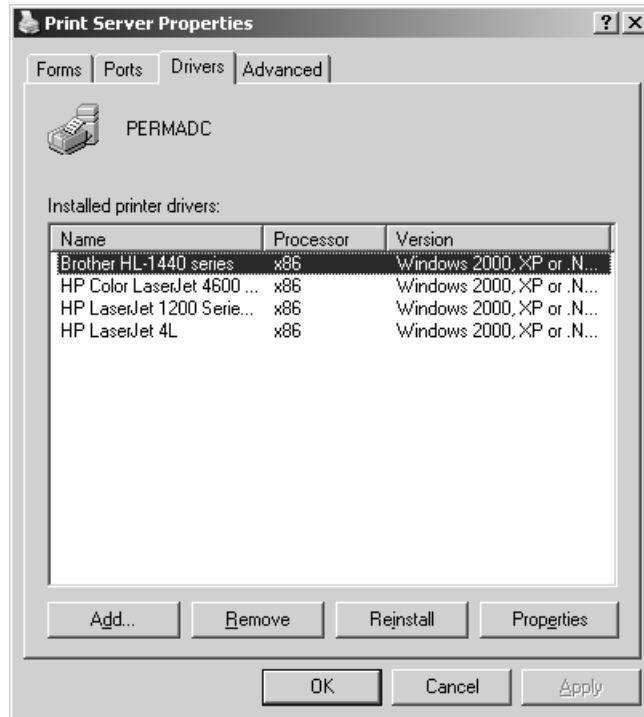 Print Server Properties
? X
Forms Ports Drivers Advanced
PERMADC
Installed printer drivers:
Name Processor Version
Brother HL-1440 series x86 Windows 2000, XP or .N...
HP Color LaserJet 4600 ... x86 Windows 2000, XP or .N...
HP LaserJet 1200 Serie... x86 Windows 2000, XP or .N...
HP LaserJet 4L x86 Windows 2000, XP or .N...
Add... Remove Reinstall Properties
OK Cancel Apply